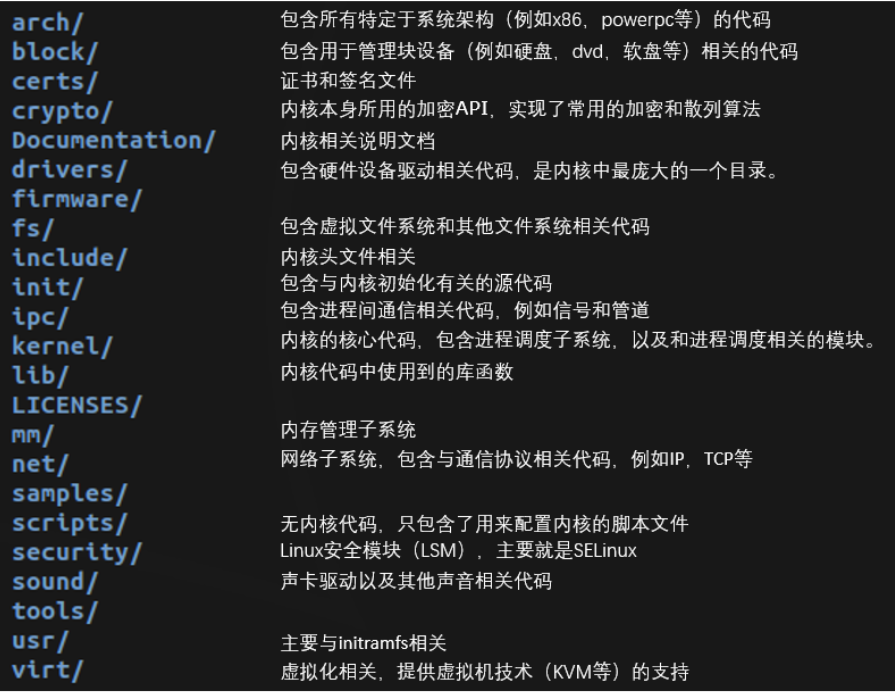 arch/ 包含所有特定于系统架构（例如x86，powerpc等）的代码
block/ 包含用于管理块设备（例如硬盘，dvd，软盘等）相关的代码
certs/ 证书和签名文件
crypto/ 内核本身所用的加密API，实现了常用的加密和散列算法
Documentation/ 内核相关说明文档
drivers/ 包含硬件设备驱动相关代码，是内核中最庞大的一个目录。
firmware/
fs/ 包含虚拟文件系统和其他文件系统相关代码
include/ 内核头文件相关
init/ 包含与内核初始化有关的源代码
ipc/ 包含进程间通信相关代码，例如信号和管道
kernel/ 内核的核心代码，包含进程调度子系统，以及和进程调度相关的模块。
lib/ 内核代码中使用到的库函数
LICENSES/
mm/ 内存管理子系统
net/ 网络子系统，包含与通信协议相关代码，例如IP，TCP等
samples/
scripts/ 无内核代码，只包含了用来配置内核的脚本文件
security/ Linux安全模块（LSM），主要就是SELinux
sound/ 声卡驱动以及其他声音相关代码
tools/
usr/ 主要与initramfs相关
virt/ 虚拟化相关，提供虚拟机技术（KVM等）的支持